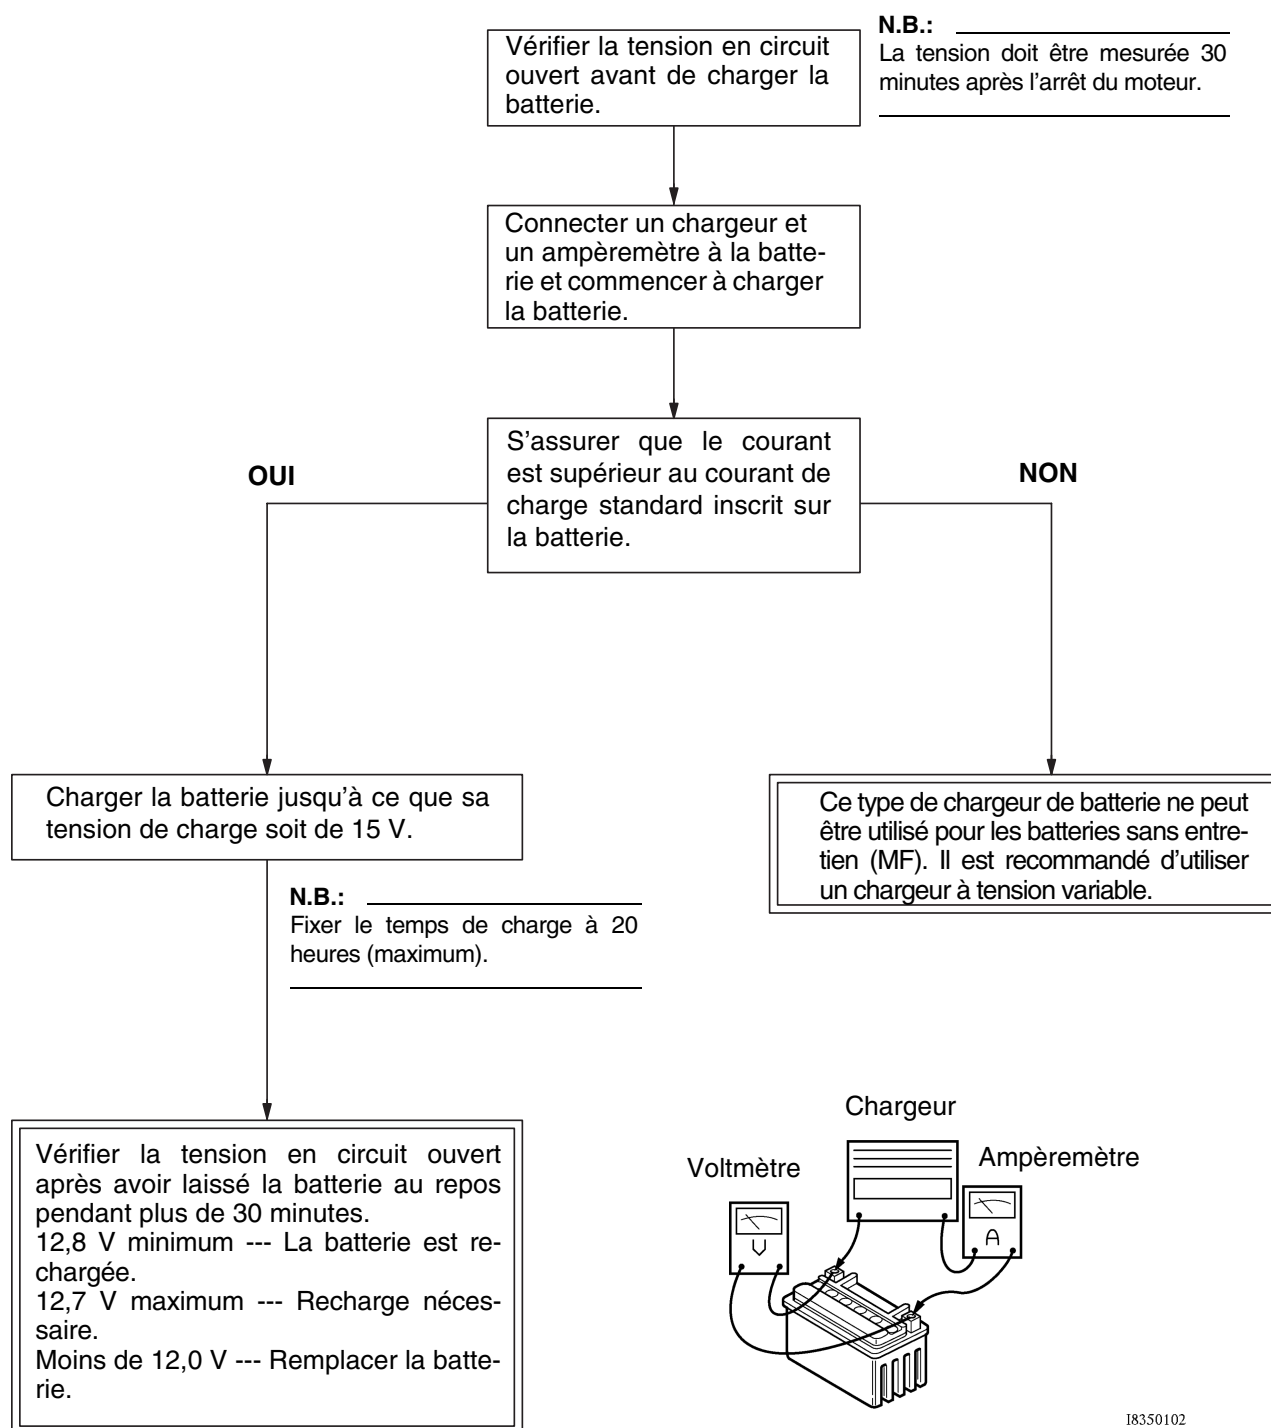 Vérifier la tension en circuit
ouvert avant de charger la
batterie.
N.B.:
La tension doit être mesurée 30
minutes après l'arrêt du moteur.
Connecter un chargeur et
un ampèremètre à la batte-
rie et commencer à charger
la batterie.
S'assurer que le courant
est supérieur au courant de
charge standard inscrit sur
la batterie.
OUI
NON
Charger la batterie jusqu'à ce que sa
tension de charge soit de 15 V.
Ce type de chargeur de batterie ne peut
être utilisé pour les batteries sans entre-
tien (MF). Il est recommandé d'utiliser
un chargeur à tension variable.
N.B.:
Fixer le temps de charge à 20
heures (maximum).
Vérifier la tension en circuit ouvert
après avoir laissé la batterie au repos
pendant plus de 30 minutes.
12,8 V minimum --- La batterie est re-
chargée.
12,7 V maximum --- Recharge néces-
saire.
Moins de 12,0 V --- Remplacer la batte-
rie.
Chargeur
Voltmètre
Ampèremètre
V
A
I8350102